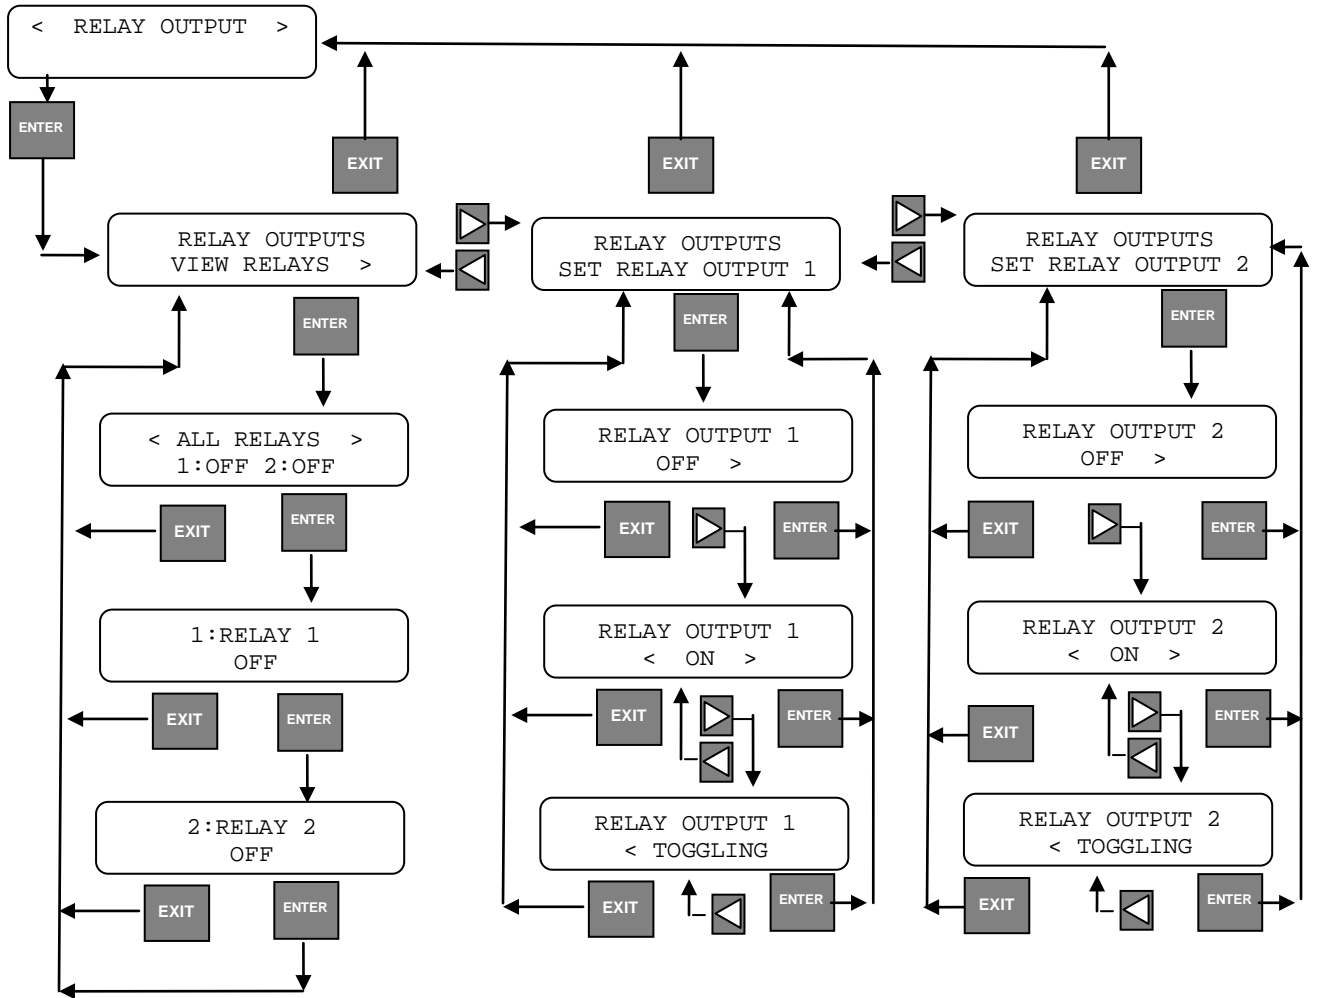 < RELAY OUTPUT >
ENTER
EXIT
EXIT
EXIT
RELAY OUTPUTS
VIEW RELAYS >
RELAY OUTPUTS
SET RELAY OUTPUT 1
RELAY OUTPUTS
SET RELAY OUTPUT 2
ENTER
ENTER
ENTER
< ALL RELAYS >
1:OFF 2:OFF
RELAY OUTPUT 1
OFF >
RELAY OUTPUT 2
OFF >
EXIT
ENTER
EXIT
ENTER
EXIT
ENTER
1:RELAY 1
OFF
RELAY OUTPUT 1
< ON >
RELAY OUTPUT 2
< ON >
EXIT
ENTER
EXIT
ENTER
EXIT
ENTER
2:RELAY 2
OFF
RELAY OUTPUT 1
< TOGGLING
RELAY OUTPUT 2
< TOGGLING
EXIT
ENTER
EXIT
ENTER
EXIT
ENTER